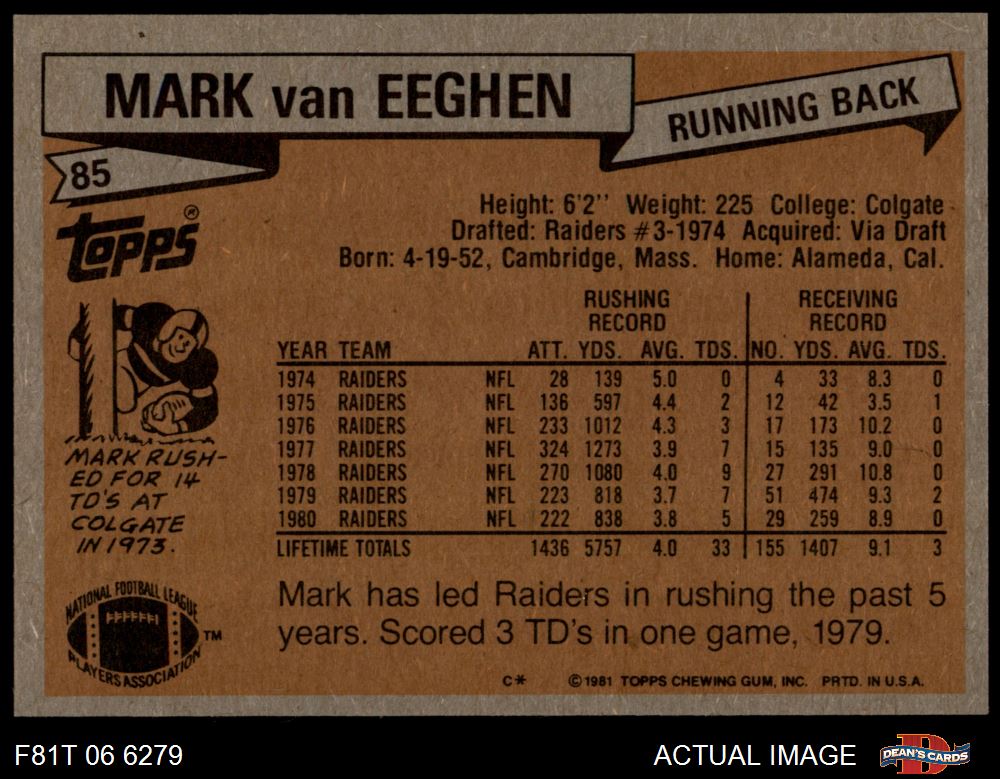 MARK van EEGHEN
RUNNING BACK
85
TOPPS®
Height: 6'2'' Weight: 225 College: Colgate
Drafted: Raiders #3-1974 Acquired: Via Draft
Born: 4-19-52, Cambridge, Mass. Home: Alameda, Cal.
RUSHING RECEIVING
RECORD RECORD
YEAR TEAM ATT. YDS. AVG. TDS. NO. YDS. AVG. TDS.
1974 RAIDERS NFL 28 139 5.0 0 4 33 8.3 0
1975 RAIDERS NFL 136 597 4.4 2 12 42 3.5 1
1976 RAIDERS NFL 233 1012 4.3 3 17 173 10.2 0
1977 RAIDERS NFL 324 1273 3.9 7 15 135 9.0 0
1978 RAIDERS NFL 270 1080 4.0 9 27 291 10.8 0
1979 RAIDERS NFL 223 818 3.7 7 51 474 9.3 2
1980 RAIDERS NFL 222 838 3.8 5 29 259 8.9 0
LIFETIME TOTALS 1436 5757 4.0 33 155 1407 9.1 3
MARK RUSH-
ED FOR 14
TD'S AT
COLGATE
IN 1973.
Mark has led Raiders in rushing the past 5
years. Scored 3 TD's in one game, 1979.
NATIONAL FOOTBALL LEAGUE
PLAYERS ASSOCIATION
TM
C* ©1981 TOPPS CHEWING GUM, INC. PRTD. IN U.S.A.
F81T 06 6279
ACTUAL IMAGE
DEAN'S CARDS